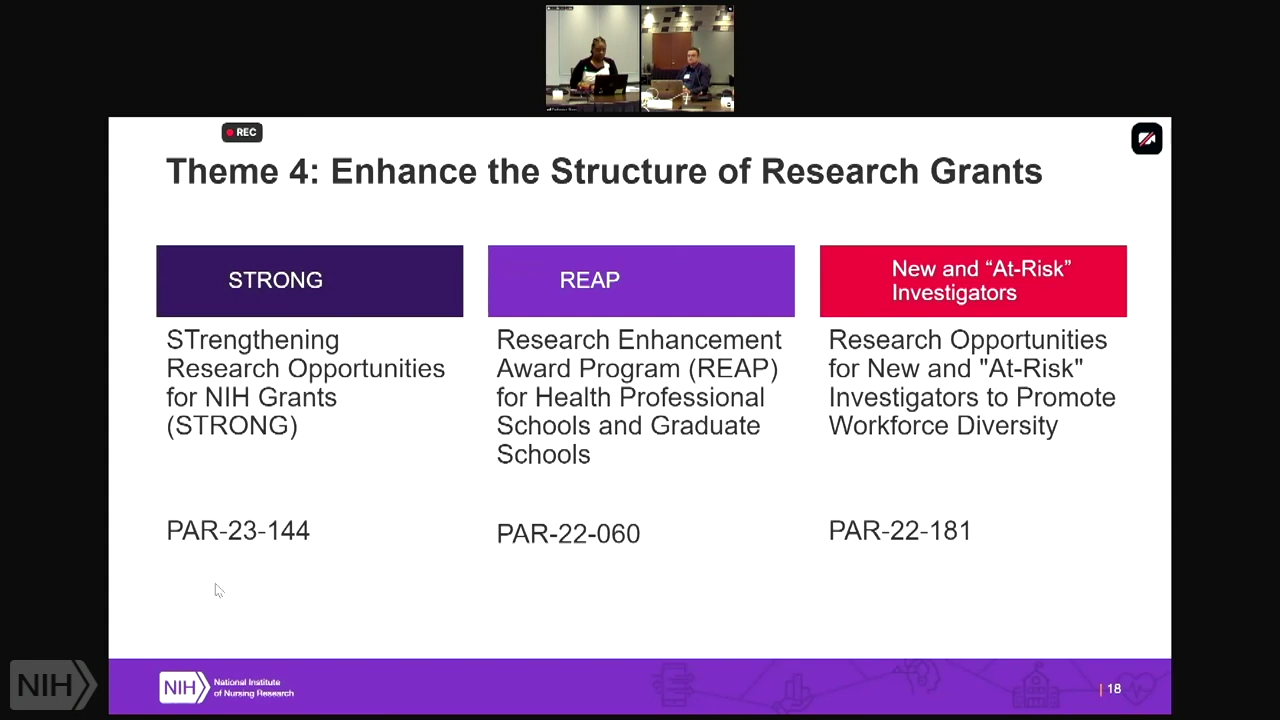 REC
Theme 4: Enhance the Structure of Research Grants
STRONG
STrengthening
Research Opportunities
for NIH Grants
(STRONG)
PAR-23-144
REAP
Research Enhancement
Award Program (REAP)
for Health Professional
Schools and Graduate
Schools
PAR-22-060
New and “At-Risk”
Investigators
Research Opportunities
for New and "At-Risk"
Investigators to Promote
Workforce Diversity
PAR-22-181
NIH
NIH
National Institute
of Nursing Research
| 18